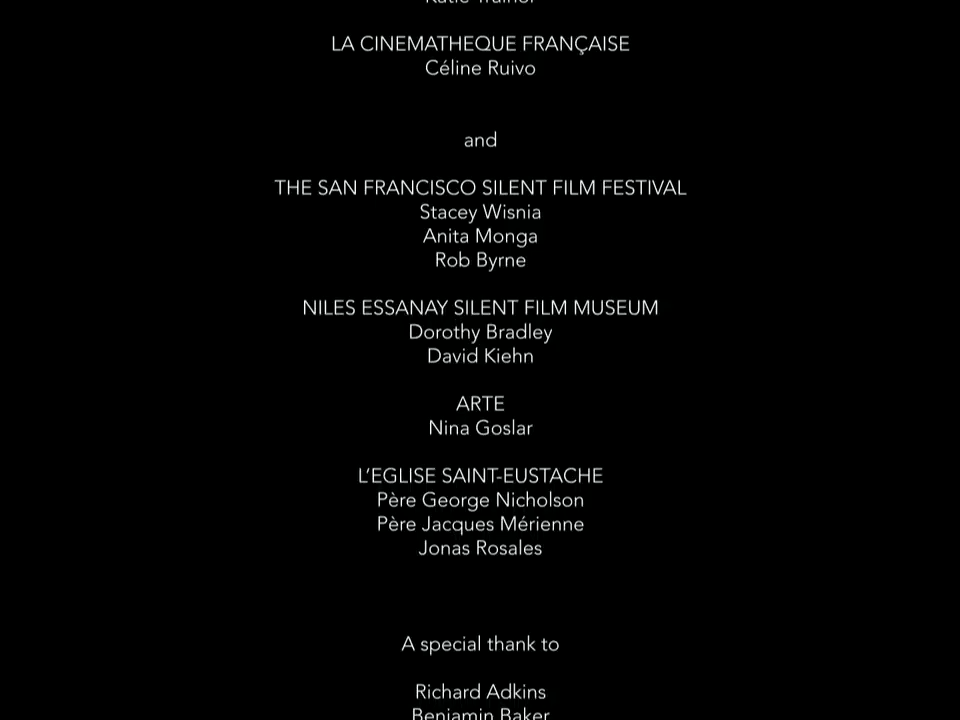 LA CINEMATHEQUE FRANÇAISE
Céline Ruivo
and
THE SAN FRANCISCO SILENT FILM FESTIVAL
Stacey Wisnia
Anita Monga
Rob Byrne
NILES ESSANAY SILENT FILM MUSEUM
Dorothy Bradley
David Kiehn
ARTE
Nina Goslar
L’EGLISE SAINT-EUSTACHE
Père George Nicholson
Père Jacques Mérienne
Jonas Rosales
A special thank to
Richard Adkins
Benjamin Baker